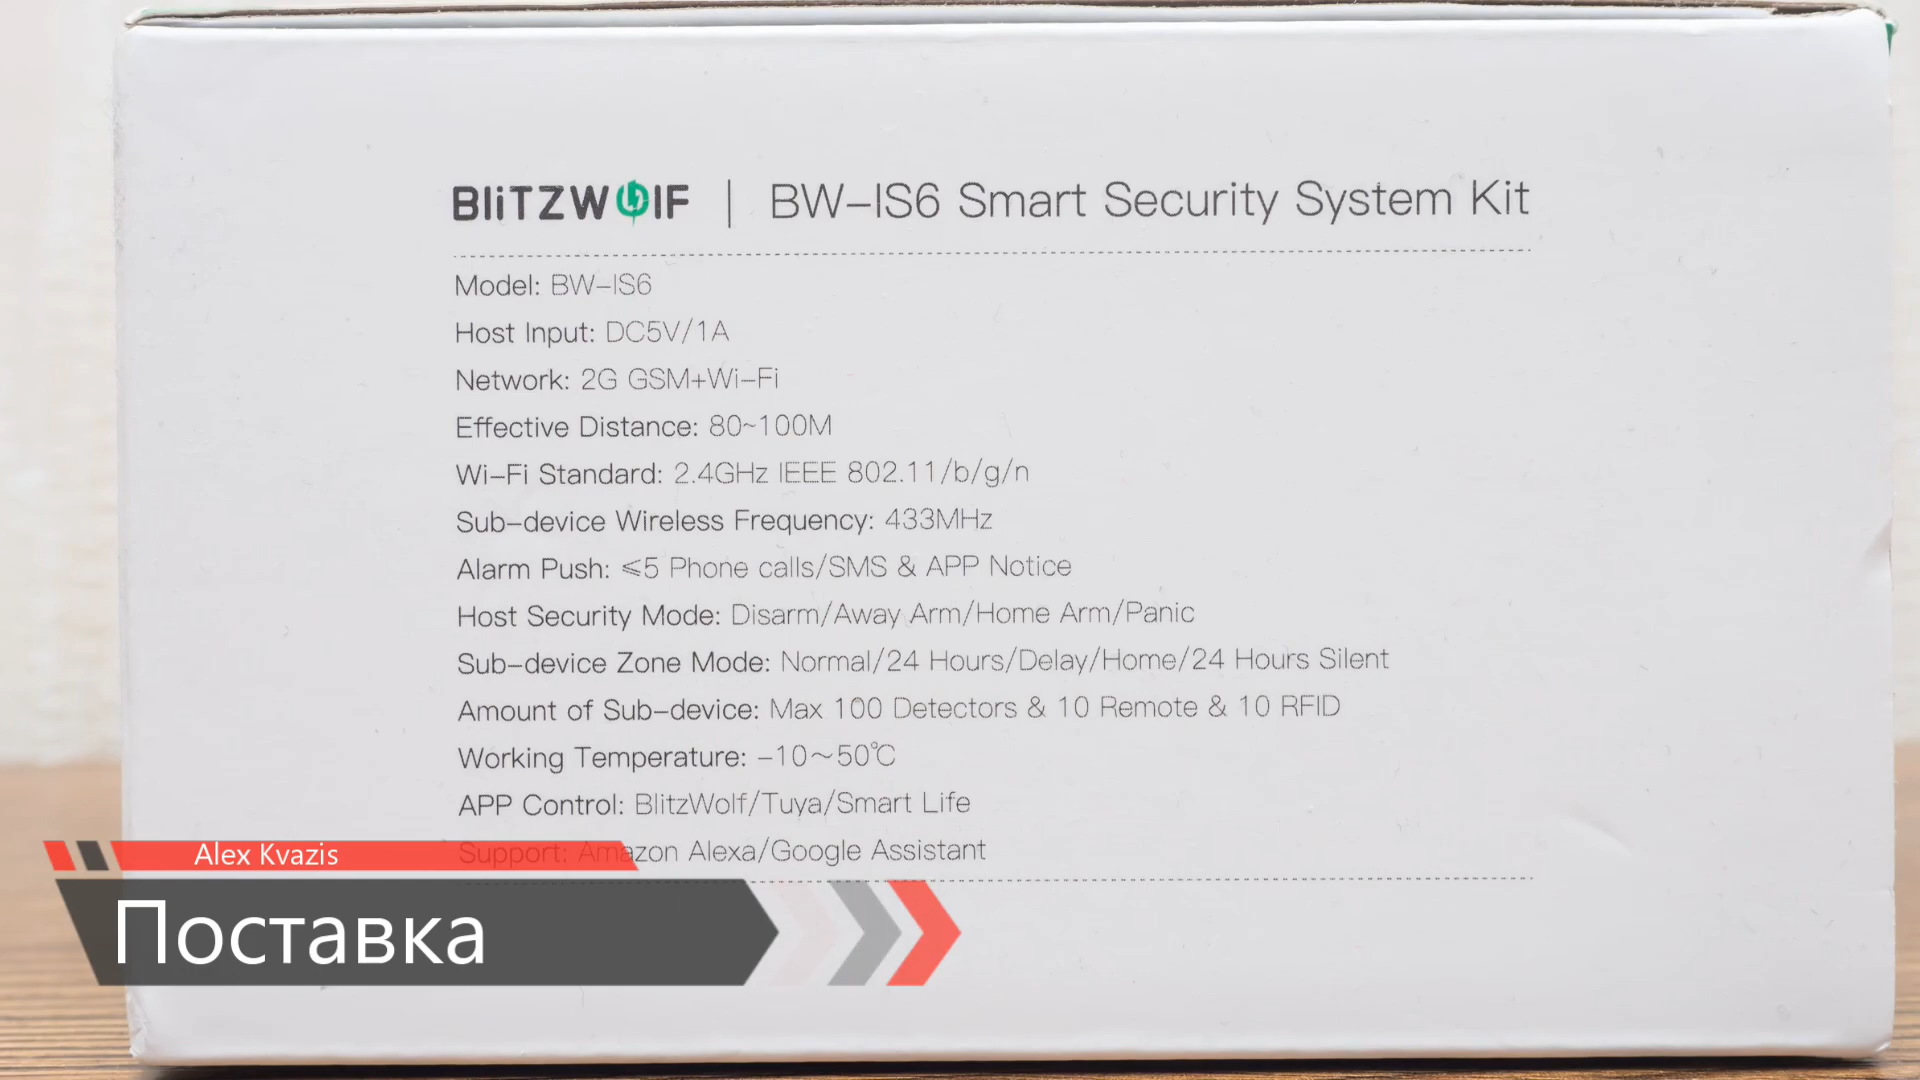 BLiTZWOLF | BW-IS6 Smart Security System Kit
Model: BW-IS6
Host Input: DC5V/1A
Network: 2G GSM+Wi-Fi
Effective Distance: 80~100M
Wi-Fi Standard: 2.4GHz IEEE 802.11/b/g/n
Sub-device Wireless Frequency: 433MHz
Alarm Push: ⩽5 Phone calls/SMS & APP Notice
Host Security Mode: Disarm/Away Arm/Home Arm/Panic
Sub-device Zone Mode: Normal/24 Hours/Delay/Home/24 Hours Silent
Amount of Sub-device: Max 100 Detectors & 10 Remote & 10 RFID
Working Temperature: -10~50℃
APP Control: BlitzWolf/Tuya/Smart Life
Support: Amazon Alexa/Google Assistant
Alex Kvazis
Поставка